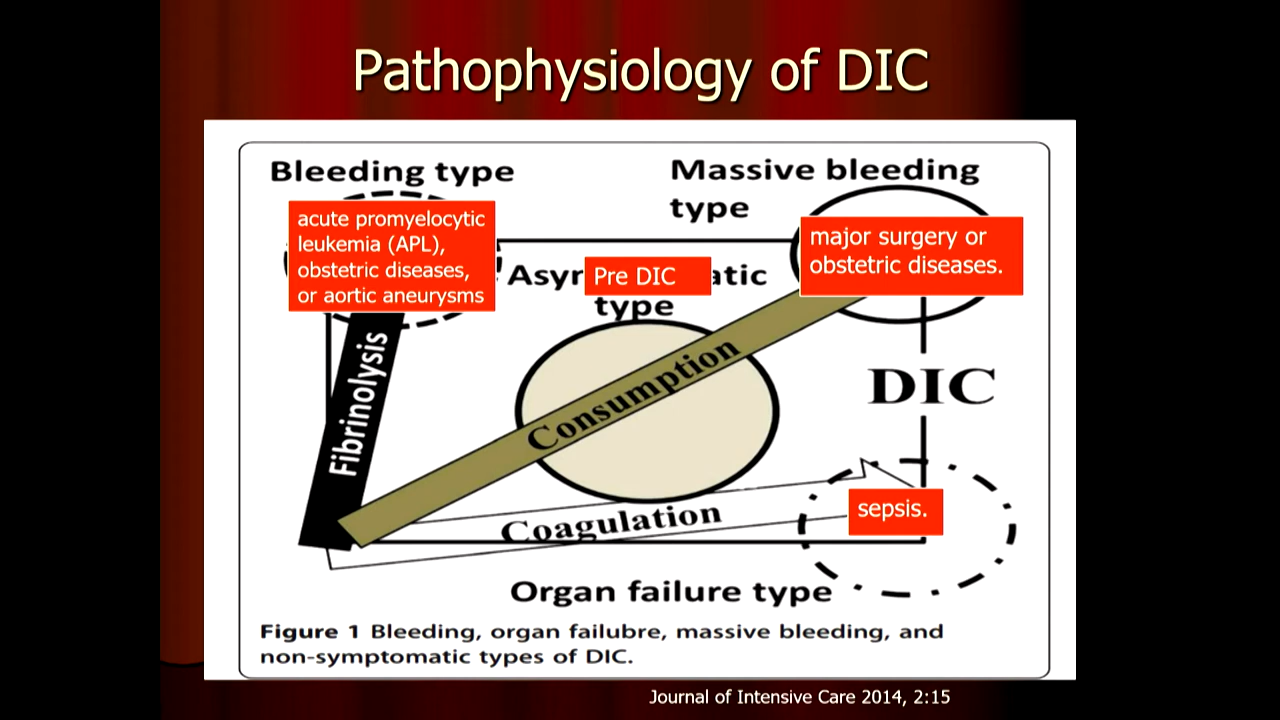 Pathophysiology of DIC
Bleeding type
Massive bleeding
type
acute promyelocytic
leukemia (APL),
obstetric diseases,
or aortic aneurysms
major surgery or
obstetric diseases.
Pre DIC
type
Fibrinolysis
Consumption
DIC
Coagulation
sepsis.
Organ failure type
Figure 1 Bleeding, organ failubre, massive bleeding, and
non-symptomatic types of DIC.
Journal of Intensive Care 2014, 2:15